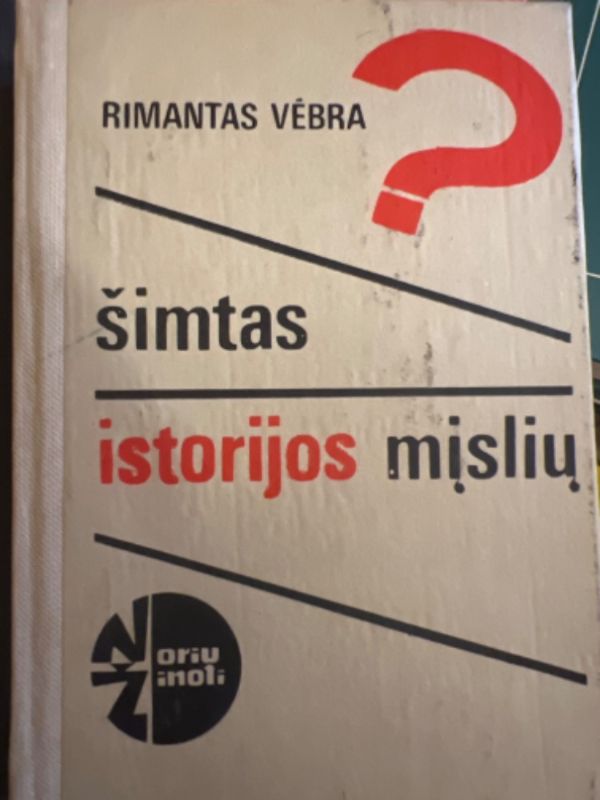 RIMANTAS VĖBRA
šimtas
istorijos mįslių
Noriu
Žinoti